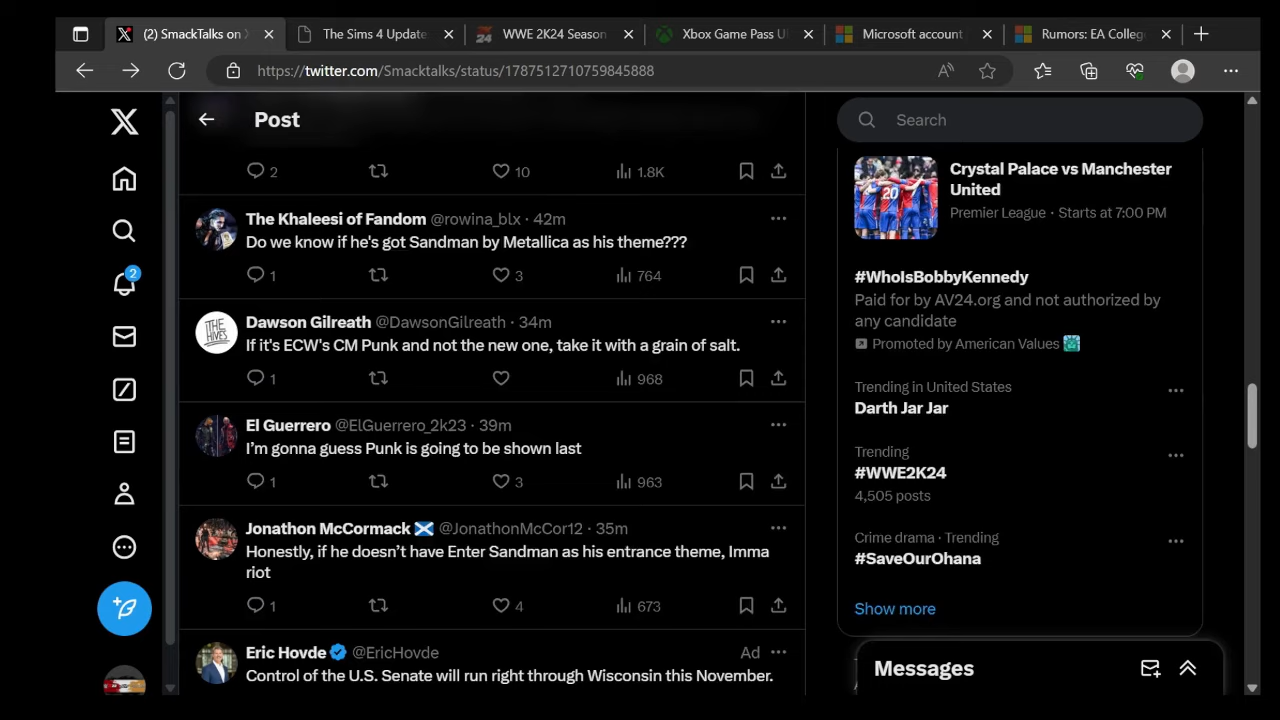 (2) SmackTalks on X
The Sims 4 Update
24
WWE 2K24 Season
Xbox Game Pass U
Microsoft account
Rumors: EA Colleg
https://twitter.com/Smacktalks/status/1787512710759845888
Post
Search
2
10
1.8K
The Khaleesi of Fandom @rowina_blx · 42m
Do we know if he's got Sandman by Metallica as his theme???
1
3
764
THE HIVES
Dawson Gilreath @DawsonGilreath · 34m
If it's ECW's CM Punk and not the new one, take it with a grain of salt.
1
968
El Guerrero @ElGuerrero_2k23 · 39m
I'm gonna guess Punk is going to be shown last
1
3
963
Jonathon McCormack @JonathonMcCor12 · 35m
Honestly, if he doesn't have Enter Sandman as his entrance theme, Imma
riot
1
4
673
Eric Hovde @EricHovde Ad
Control of the U.S. Senate will run right through Wisconsin this November.
2
20
Crystal Palace vs Manchester
United
Premier League · Starts at 7:00 PM
#WhoIsBobbyKennedy
Paid for by AV24.org and not authorized by
any candidate
Promoted by American Values
Trending in United States
Darth Jar Jar
Trending
#WWE2K24
4,505 posts
Crime drama · Trending
#SaveOurOhana
Show more
Messages